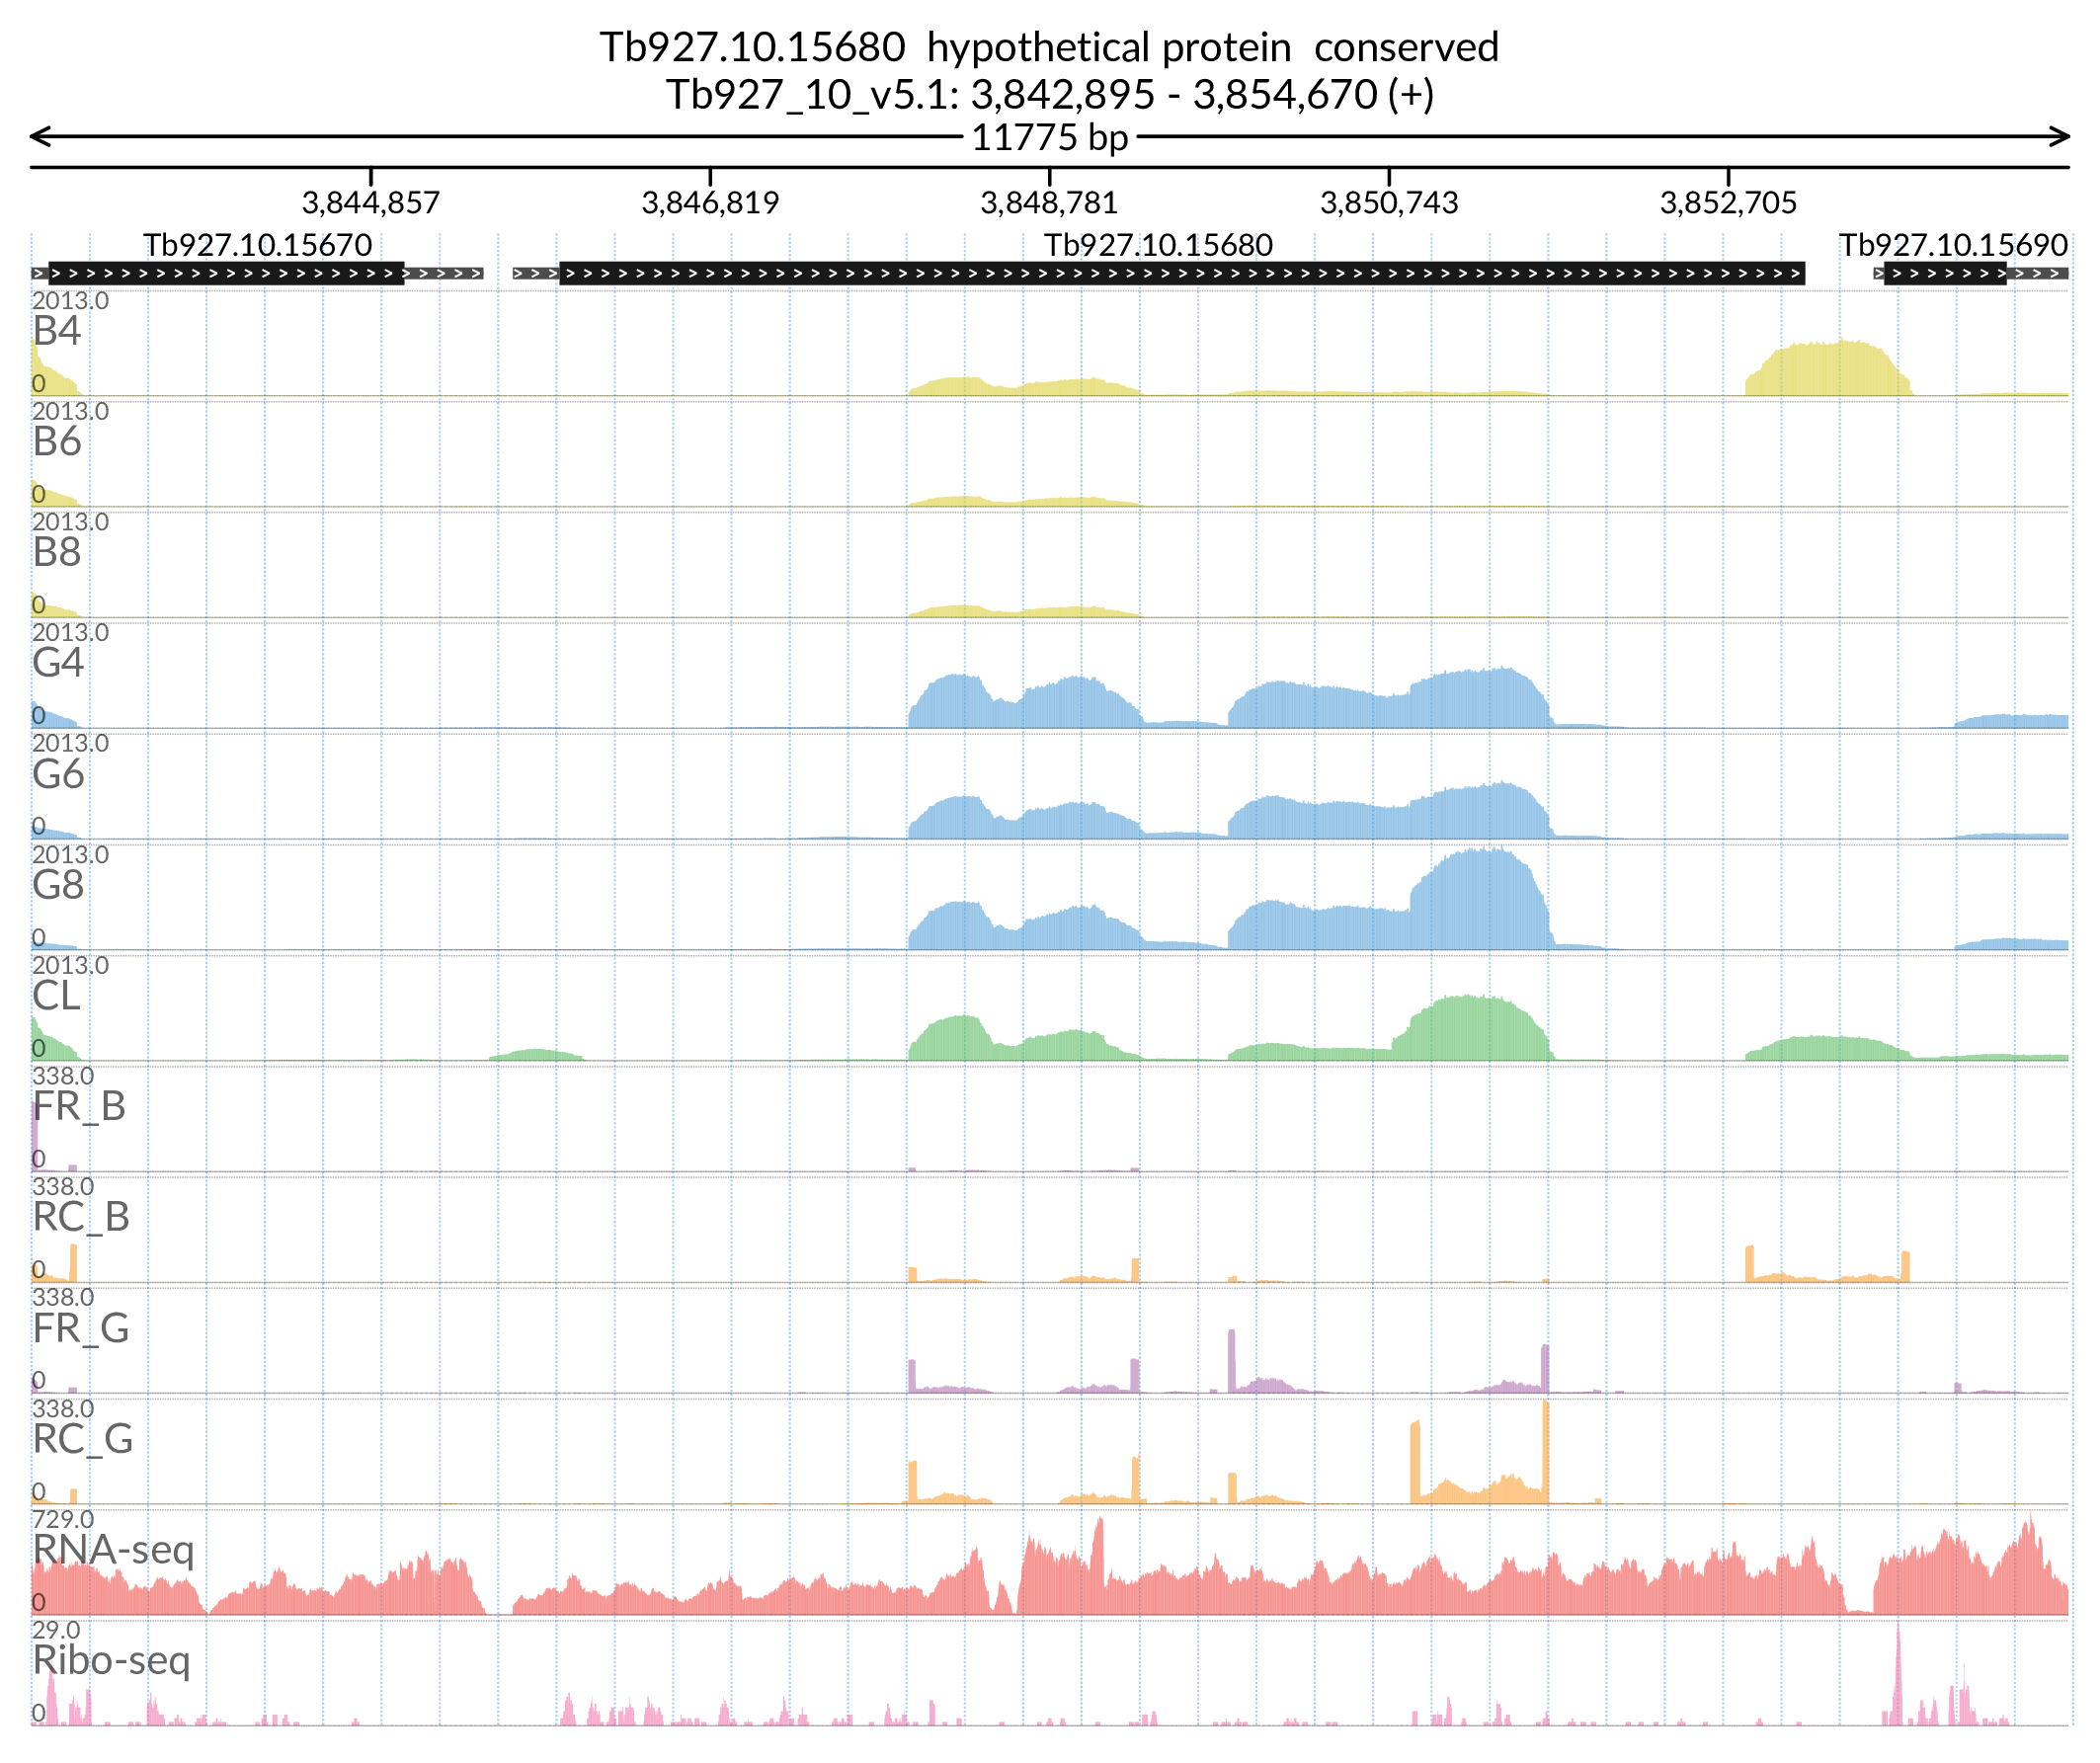 Tb927.10.15680  hypothetical protein  conserved
Tb927_10_v5.1: 3,842,895 - 3,854,670 (+)
11775 bp
3,844,857 3,846,819 3,848,781 3,850,743 3,852,705
Tb927.10.15670 Tb927.10.15680 Tb927.10.15690
2013.0
B4
0
2013.0
B6
0
2013.0
B8
0
2013.0
G4
0
2013.0
G6
0
2013.0
G8
0
2013.0
CL
0
338.0
FR_B
0
338.0
RC_B
0
338.0
FR_G
0
338.0
RC_G
0
729.0
RNA-seq
0
29.0
Ribo-seq
0